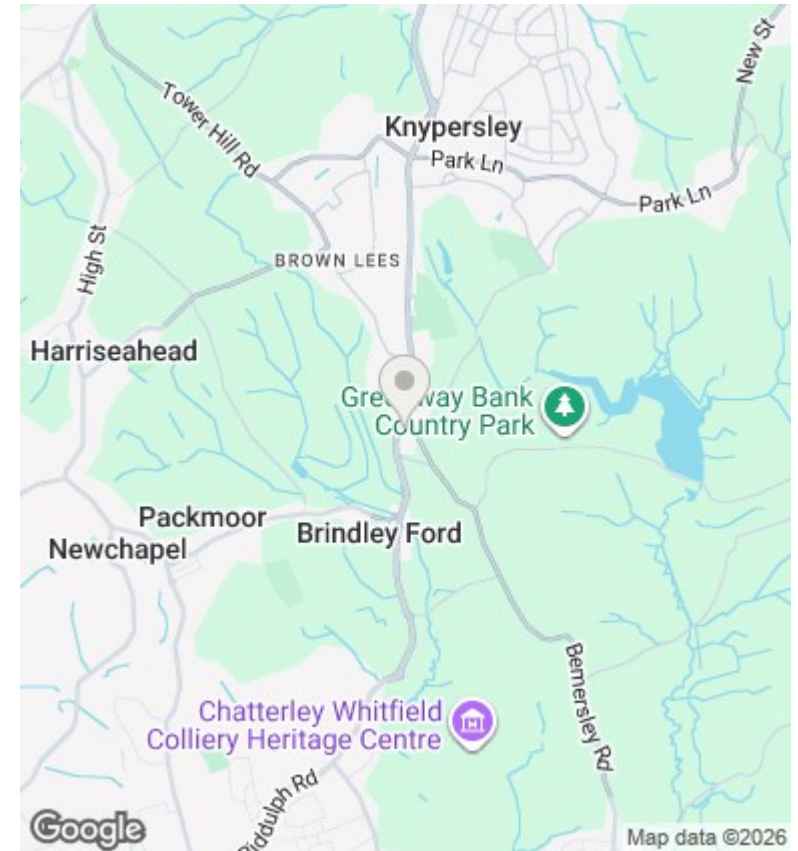 New St
Tower Hill Rd
Knypersley
Park Ln
Park Ln
High St
BROWN LEES
Harriseahead
Greenway Bank
Country Park
Packmoor
Newchapel
Brindley Ford
Bemersley Rd
Chatterley Whitfield
Colliery Heritage Centre
Biddulph Rd
Google
Map data ©2026